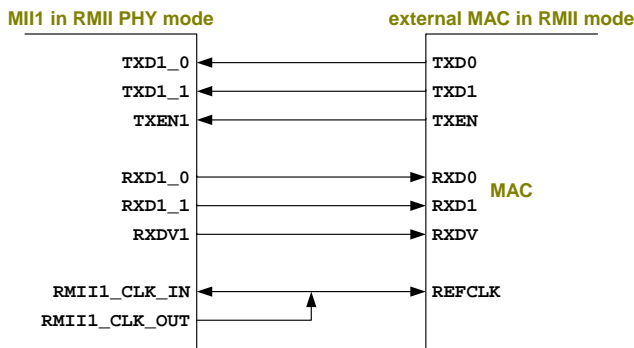 MII1 in RMII PHY mode external MAC in RMII mode
TXD1_0 TXD0
TXD1_1 TXD1
TXEN1 TXEN
RXD1_0 RXD0
MAC
RXD1_1 RXD1
RXDV1 RXDV
RMII1_CLK_IN REFCLK
RMII1_CLK_OUT